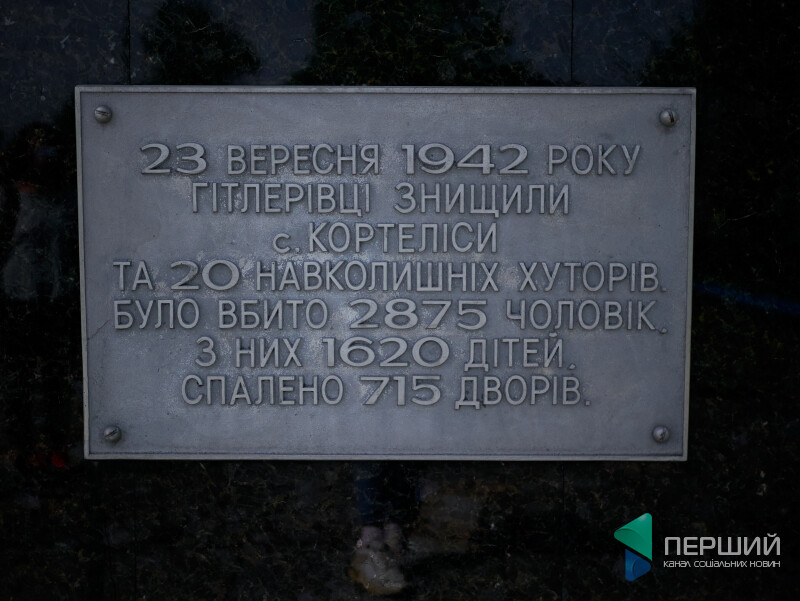 23 ВЕРЕСНЯ 1942 РОКУ
ГІТЛЕРІВЦІ ЗНИЩИЛИ
с. КОРТЕЛІСИ
ТА 20 НАВКОЛИШНІХ ХУТОРІВ.
БУЛО ВБИТО 2875 ЧОЛОВІК,
З НИХ 1620 ДІТЕЙ.
СПАЛЕНО 715 ДВОРІВ.
ПЕРШИЙ
КАНАЛ СОЦІАЛЬНИХ НОВИН